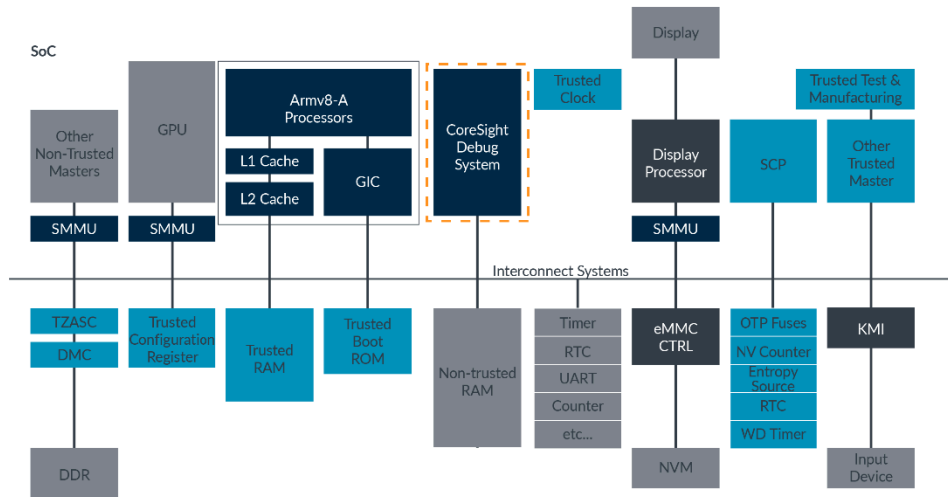 Display
SoC
Armv8-A
Processors
CoreSight
Debug
System
Trusted
Clock
Trusted Test &
Manufacturing
Other
Non-Trusted
Masters
GPU
L1 Cache
L2 Cache
GIC
Display
Processor
SCP
Other
Trusted
Master
SMMU
SMMU
SMMU
Interconnect Systems
TZASC
DMC
Trusted
Configuration
Register
Trusted
RAM
Trusted
Boot
ROM
Non-trusted
RAM
Timer
RTC
UART
Counter
etc...
eMMC
CTRL
OTP Fuses
NV Counter
Entropy
Source
RTC
WD Timer
KMI
DDR
NVM
Input
Device